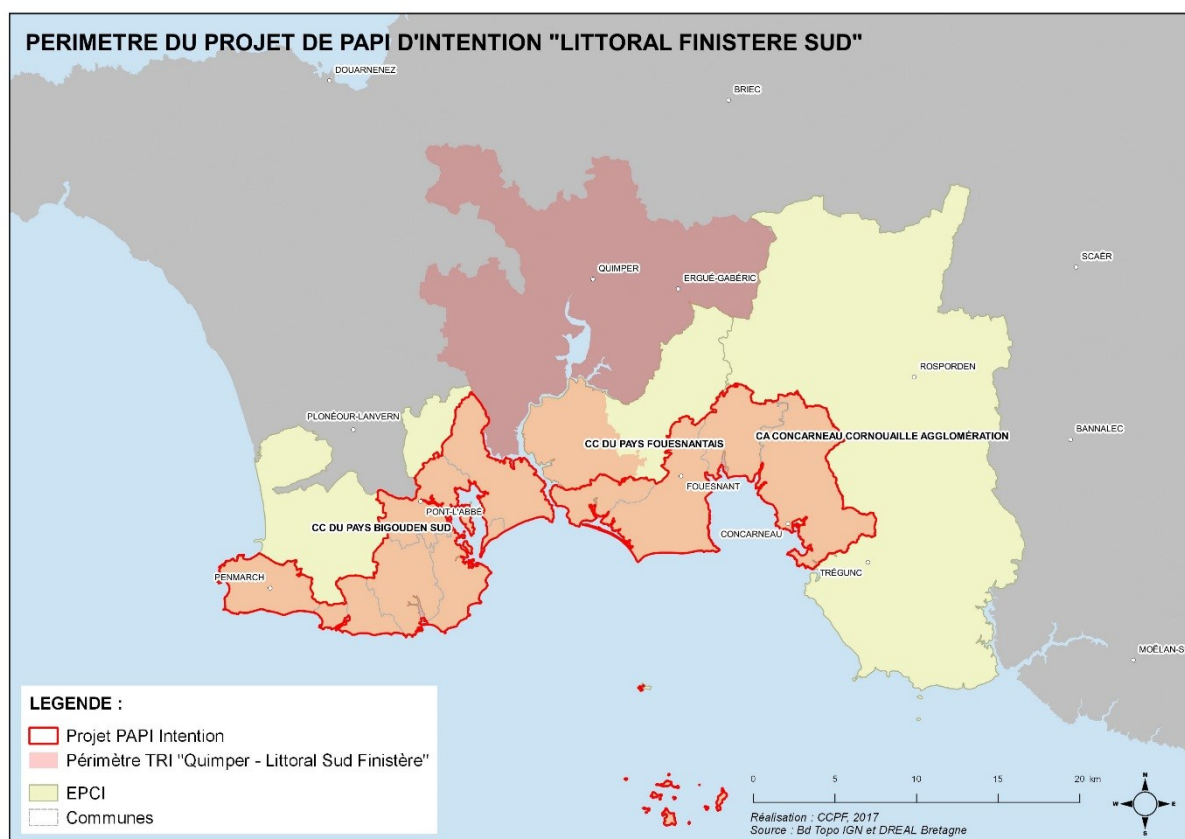 PERIMETRE DU PROJET DE PAPI D'INTENTION "LITTORAL FINISTERE SUD"
DOUARNENEZ
BRIEC
SCAËR
QUIMPER
ERGUÉ-GABÉRIC
ROSPORDEN
PLONÉOUR-LANVERN
BANNALEC
CA CONCARNEAU CORNOUAILLE AGGLOMÉRATION
CC DU PAYS FOUESNANTAIS
FOUESNANT
PONT-L'ABBÉ
CC DU PAYS BIGOUDEN SUD
CONCARNEAU
TRÉGUNC
PENMARCH
MOËLAN-S
LEGENDE :
Projet PAPI Intention
Périmètre TRI "Quimper - Littoral Sud Finistère"
EPCI
Communes
0 5 10 15 20 km
N
W E
S
Réalisation : CCPF, 2017
Source : Bd Topo IGN et DREAL Bretagne